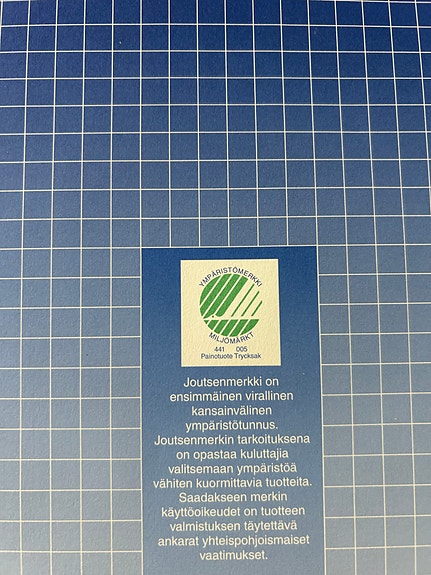 YMPÄRISTÖMERKKI
MILJÖMÄRKT
441 005
Painotuote Trycksak
Joutsenmerkki on
ensimmäinen virallinen
kansainvälinen
ympäristötunnus.
Joutsenmerkin tarkoituksena
on opastaa kuluttajia
valitsemaan ympäristöä
vähiten kuormittavia tuotteita.
Saadakseen merkin
käyttöoikeudet on tuotteen
valmistuksen täytettävä
ankarat yhteispohjoismaiset
vaatimukset.